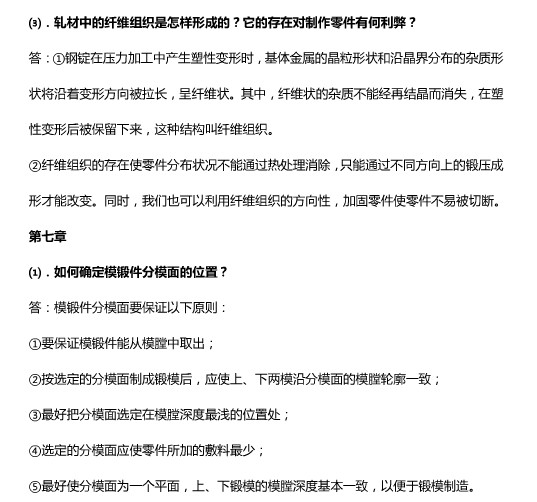 ⑶．轧材中的纤维组织是怎样形成的？它的存在对制作零件有何利弊？
答：①钢锭在压力加工中产生塑性变形时，基体金属的晶粒形状和沿晶界分布的杂质形
状将沿着变形方向被拉长，呈纤维状。其中，纤维状的杂质不能经再结晶而消失，在塑
性变形后被保留下来，这种结构叫纤维组织。
②纤维组织的存在使零件分布状况不能通过热处理消除，只能通过不同方向上的锻压成
形才能改变。同时，我们也可以利用纤维组织的方向性，加固零件使零件不易被切断。
第七章
⑴．如何确定模锻件分模面的位置？
答：模锻件分模面要保证以下原则：
①要保证模锻件能从模膛中取出；
②按选定的分模面制成锻模后，应使上、下两模沿分模面的模膛轮廓一致；
③最好把分模面选定在模膛深度最浅的位置处；
④选定的分模面应使零件所加的敷料最少；
⑤最好使分模面为一个平面，上、下锻模的模膛深度基本一致，以便于锻模制造。